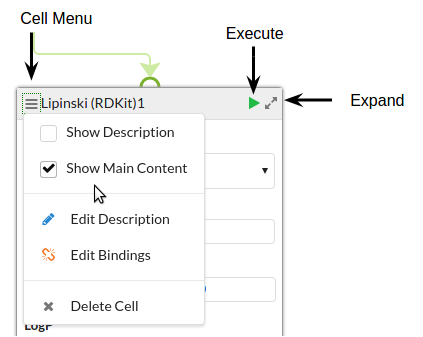 Cell Menu
Execute
Expand
Lipinski (RDKit)1
Show Description
Show Main Content
Edit Description
Edit Bindings
Delete Cell
LogP